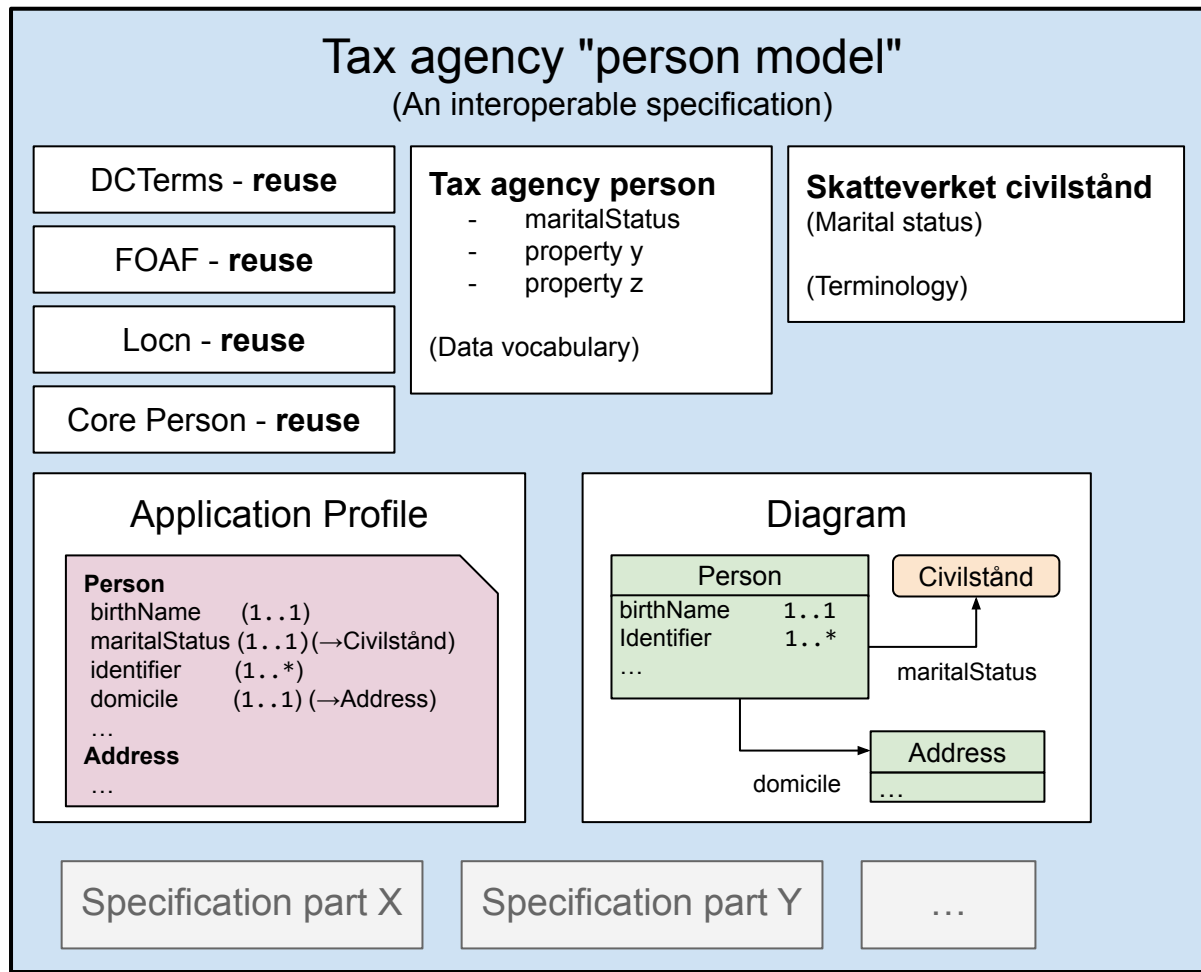 Tax agency "person model"
(An interoperable specification)
DCTerms - reuse
FOAF - reuse
Locn - reuse
Core Person - reuse
Tax agency person
- maritalStatus
- property y
- property z
(Data vocabulary)
Skatteverket civilstånd
(Marital status)
(Terminology)
Application Profile
Person
birthName (1..1)
maritalStatus (1..1)(→Civilstånd)
identifier (1..*)
domicile (1..1)(→Address)
…
Address
…
Diagram
Person
birthName 1..1
Identifier 1..*
…
Civilstånd
maritalStatus
Address
…
domicile
Specification part X
Specification part Y
…